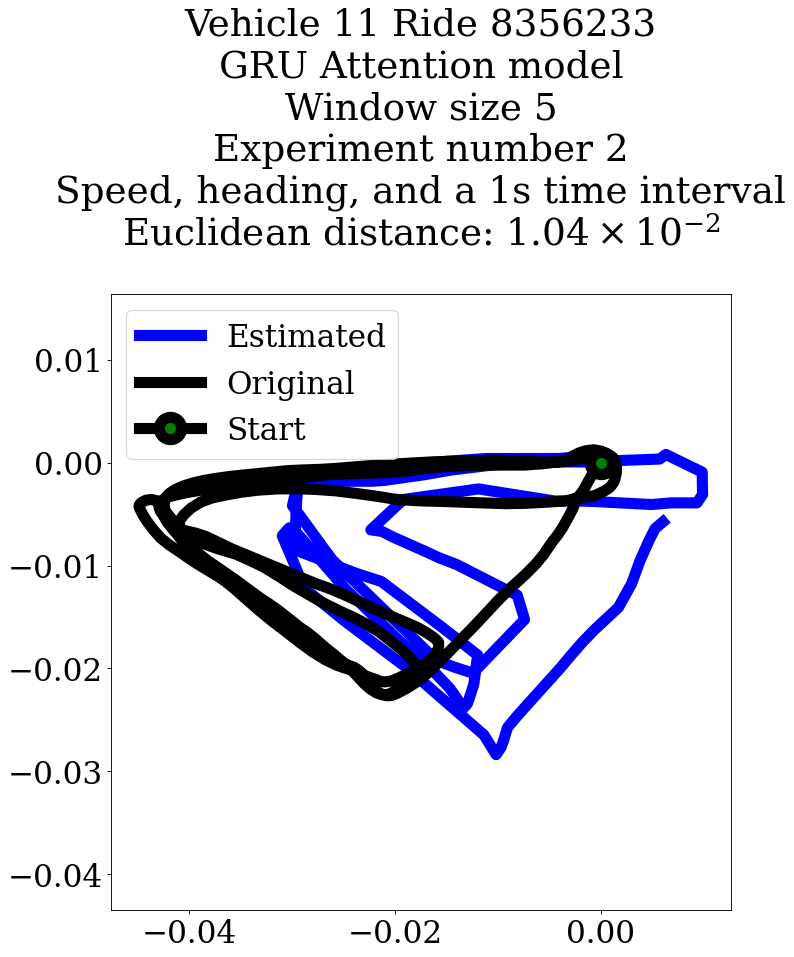 Vehicle 11 Ride 8356233
GRU Attention model
Window size 5
Experiment number 2
Speed, heading, and a 1s time interval
Euclidean distance: 1.04 × 10⁻²
Estimated
Original
Start
0.01
0.00
−0.01
−0.02
−0.03
−0.04
−0.04 −0.02 0.00